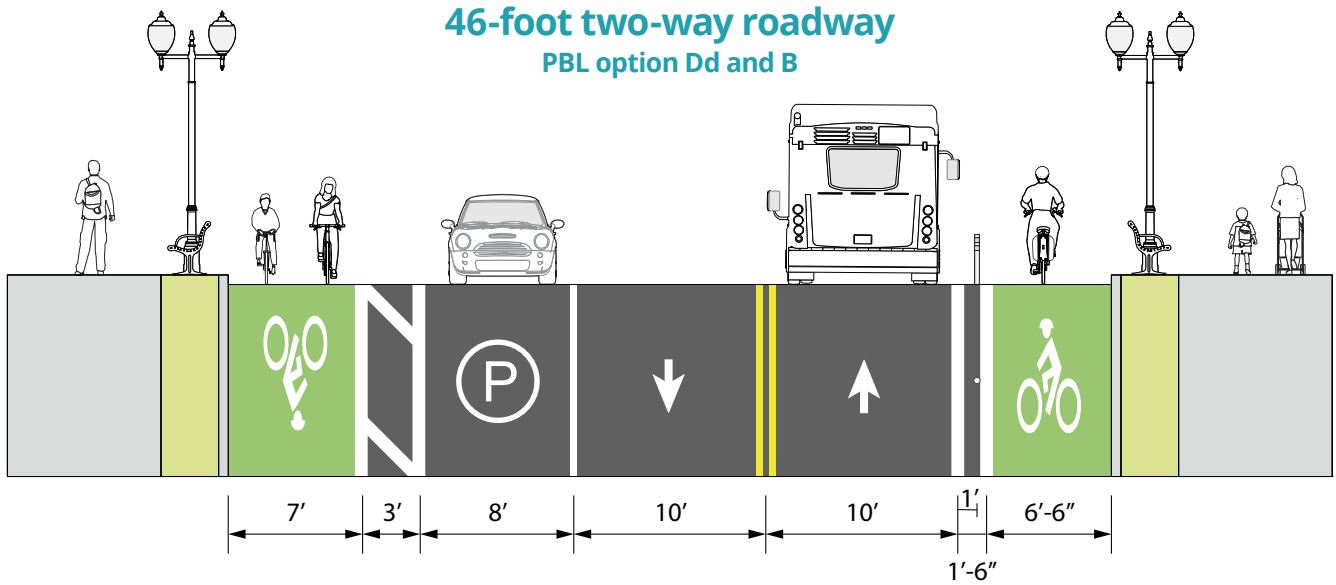 46-foot two-way roadway
PBL option Dd and B
P
7’ 3’ 8’ 10’ 10’ 1’ 6’-6”
1’-6”